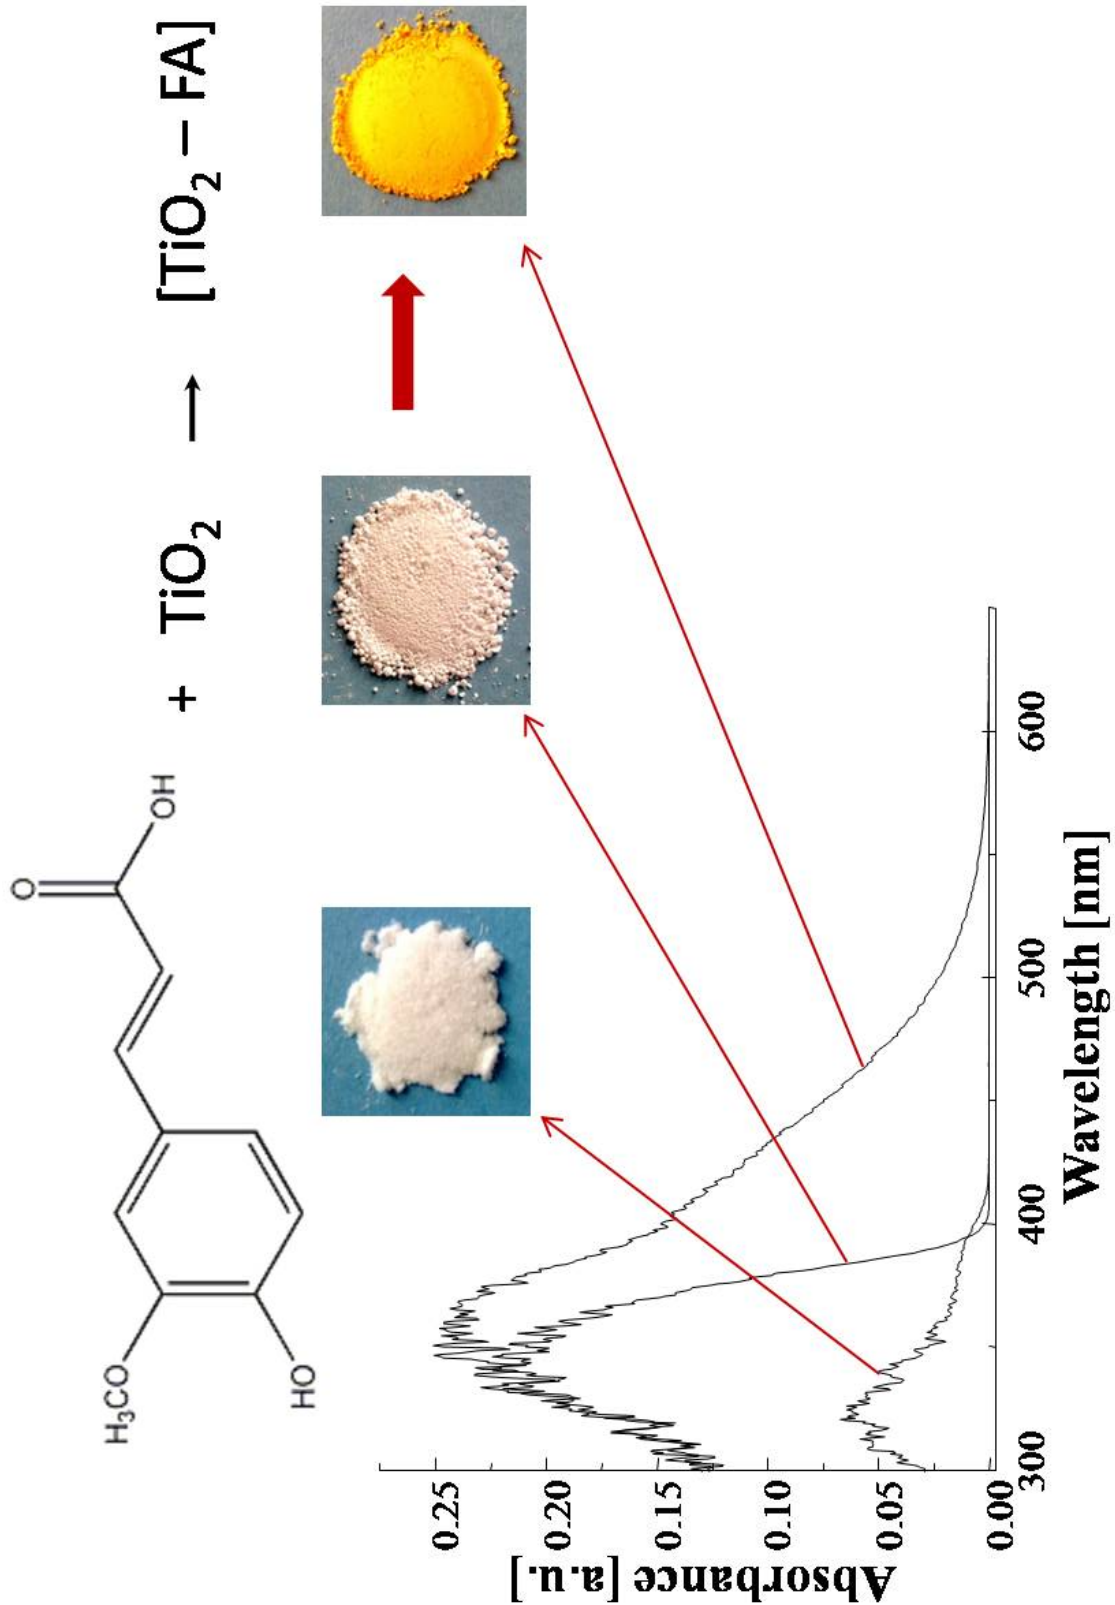 O
OH
H₃CO
HO
+ TiO₂ → [TiO₂ – FA]
Absorbance [a.u.]
0.25
0.20
0.15
0.10
0.05
0.00
300 400 500 600
Wavelength [nm]